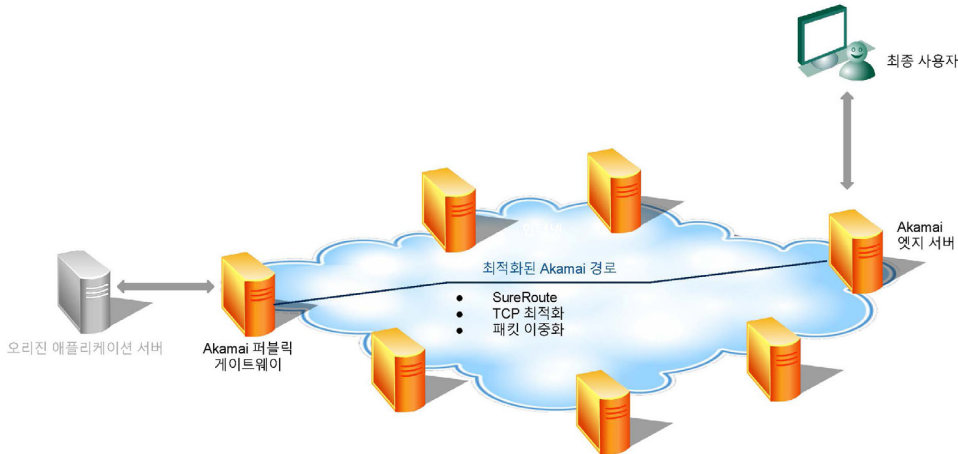 최종 사용자
Akamai
엣지 서버
최적화된 Akamai 경로
• SureRoute
• TCP 최적화
• 패킷 이중화
오리진 애플리케이션 서버
Akamai 퍼블릭
게이트웨이